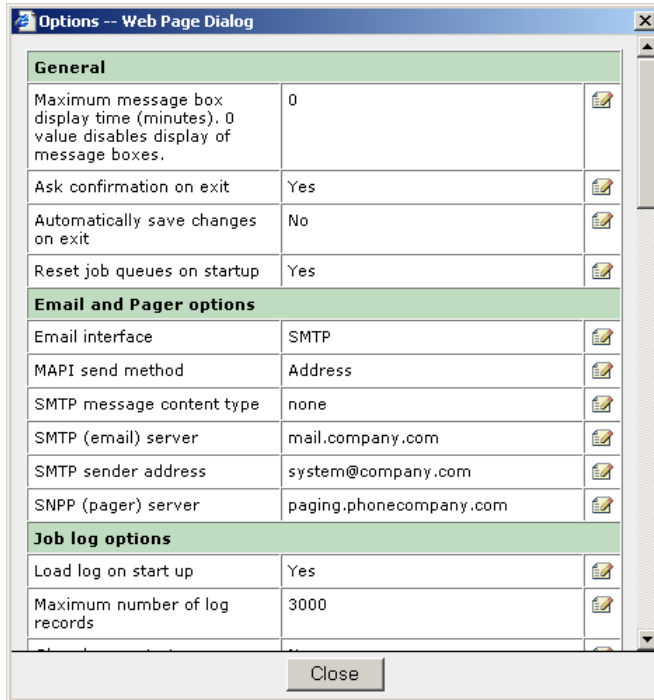 Options -- Web Page Dialog
General
Maximum message box
display time (minutes). 0
value disables display of
message boxes.
0
Ask confirmation on exit
Yes
Automatically save changes
on exit
No
Reset job queues on startup
Yes
Email and Pager options
Email interface
SMTP
MAPI send method
Address
SMTP message content type
none
SMTP (email) server
mail.company.com
SMTP sender address
system@company.com
SNPP (pager) server
paging.phonecompany.com
Job log options
Load log on start up
Yes
Maximum number of log
records
3000
Close